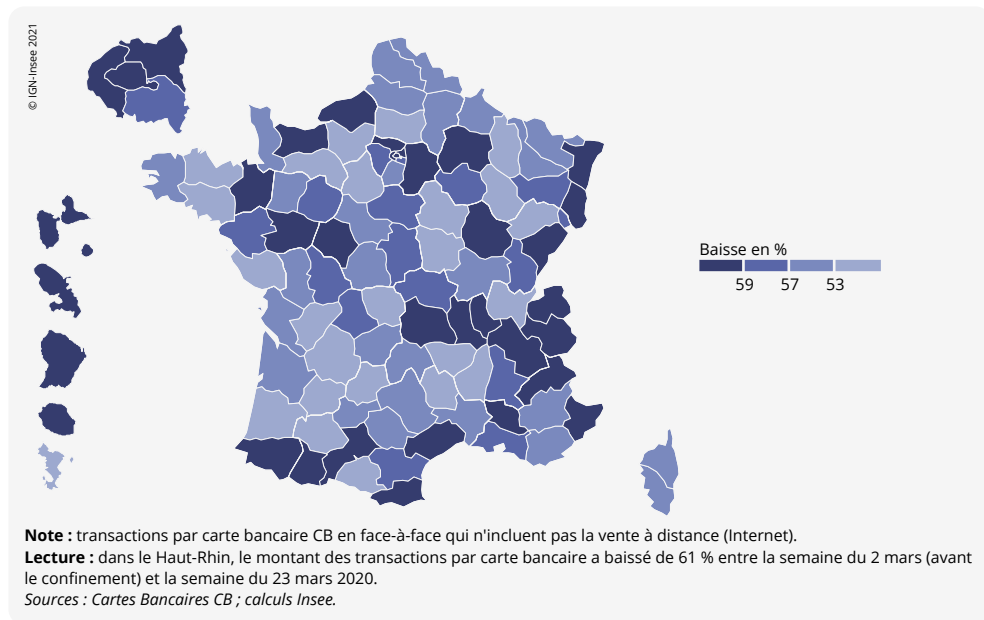 © IGN-Insee 2021
Baisse en %
59 57 53
Note : transactions par carte bancaire CB en face-à-face qui n'incluent pas la vente à distance (Internet).
Lecture : dans le Haut-Rhin, le montant des transactions par carte bancaire a baissé de 61 % entre la semaine du 2 mars (avant
le confinement) et la semaine du 23 mars 2020.
Sources : Cartes Bancaires CB ; calculs Insee.